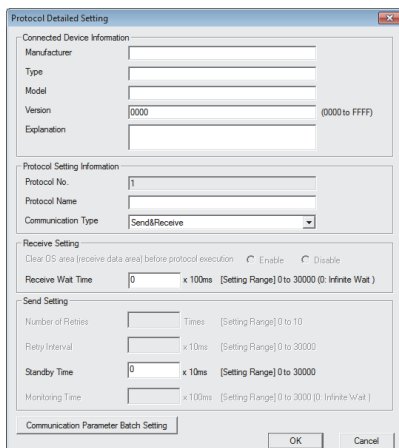 Protocol Detailed Setting
Connected Device Information
Manufacturer
Type
Model
Version 0000 (0000 to FFFF)
Explanation
Protocol Setting Information
Protocol No. 1
Protocol Name
Communication Type Send&Receive
Receive Setting
Clear OS area (receive data area) before protocol execution Enable Disable
Receive Wait Time 0 x 100ms [Setting Range] 0 to 30000 (0: Infinite Wait )
Send Setting
Number of Retries Times [Setting Range] 0 to 10
Retry Interval x 10ms [Setting Range] 0 to 30000
Standby Time 0 x 10ms [Setting Range] 0 to 30000
Monitoring Time x 100ms [Setting Range] 0 to 3000 (0: Infinite Wait )
Communication Parameter Batch Setting
OK Cancel